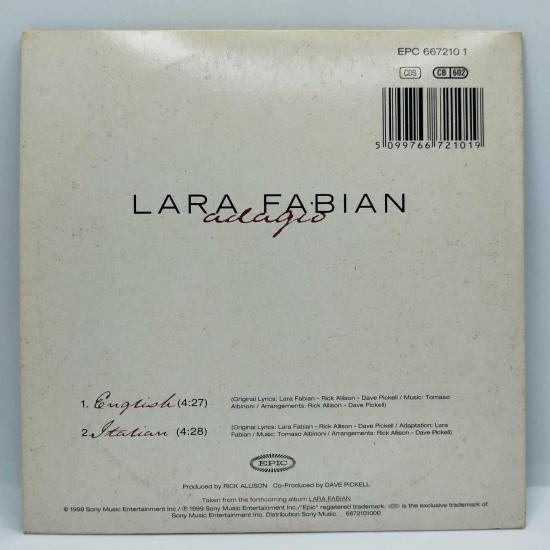 EPC 667210 1
CDS CB 602
5 099766 721019
LARA FABIAN
adagio
1. English (4:27)
(Original Lyrics: Lara Fabian - Rick Allison - Dave Pickell / Music: Tomaso
Albinoni / Arrangements: Rick Allison - Dave Pickell)
2. Italian (4:28)
(Original Lyrics: Lara Fabian - Rick Allison - Dave Pickell / Adaptation: Lara
Fabian / Music: Tomaso Albinoni / Arrangements: Rick Allison - Dave Pickell)
EPIC
Produced by RICK ALLISON Co-Produced by DAVE PICKELL
Taken from the forthcoming album LARA FABIAN
© 1999 Sony Music Entertainment Inc./ ℗ 1999 Sony Music Entertainment Inc./"Epic" regatered trademark. is the exclusive trademark of
Sony Music Entertainment Inc. Distribution Sony Music. 6672101000